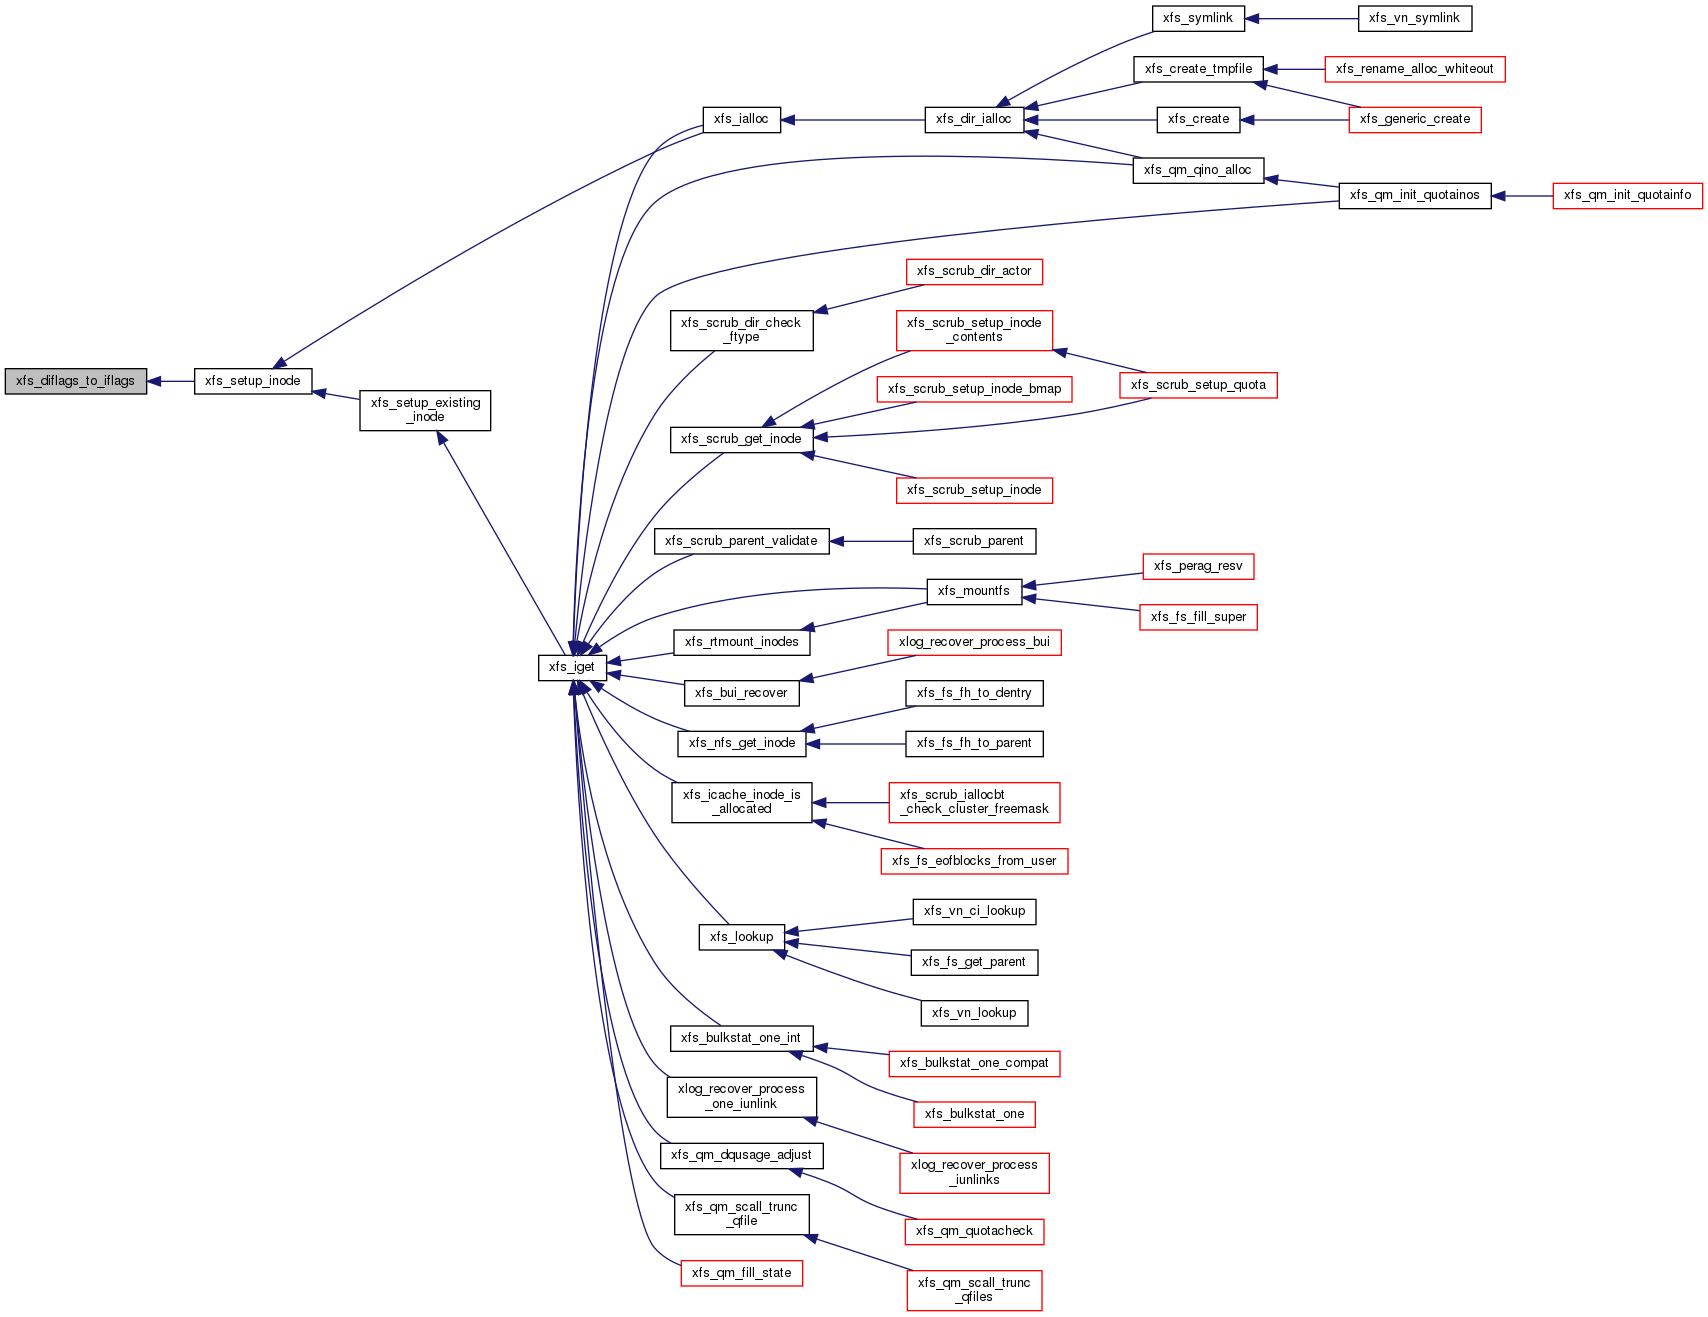 xfs_symlink
xfs_vn_symlink
xfs_create_tmpfile
xfs_rename_alloc_whiteout
xfs_ialloc
xfs_dir_ialloc
xfs_create
xfs_generic_create
xfs_qm_qino_alloc
xfs_qm_init_quotainos
xfs_qm_init_quotainfo
xfs_scrub_dir_actor
xfs_scrub_dir_check
_ftype
xfs_scrub_setup_inode
_contents
xfs_diflags_to_iflags
xfs_setup_inode
xfs_setup_existing
_inode
xfs_scrub_setup_inode_bmap
xfs_scrub_setup_quota
xfs_scrub_get_inode
xfs_scrub_setup_inode
xfs_scrub_parent_validate
xfs_scrub_parent
xfs_perag_resv
xfs_mountfs
xfs_fs_fill_super
xfs_rtmount_inodes
xlog_recover_process_bui
xfs_iget
xfs_bui_recover
xfs_fs_fh_to_dentry
xfs_nfs_get_inode
xfs_fs_fh_to_parent
xfs_icache_inode_is
_allocated
xfs_scrub_iallocbt
_check_cluster_freemask
xfs_fs_eofblocks_from_user
xfs_vn_ci_lookup
xfs_lookup
xfs_fs_get_parent
xfs_vn_lookup
xfs_bulkstat_one_int
xfs_bulkstat_one_compat
xlog_recover_process
_one_iunlink
xfs_bulkstat_one
xfs_qm_dqusage_adjust
xlog_recover_process
_iunlinks
xfs_qm_scall_trunc
_qfile
xfs_qm_quotacheck
xfs_qm_fill_state
xfs_qm_scall_trunc
_qfiles